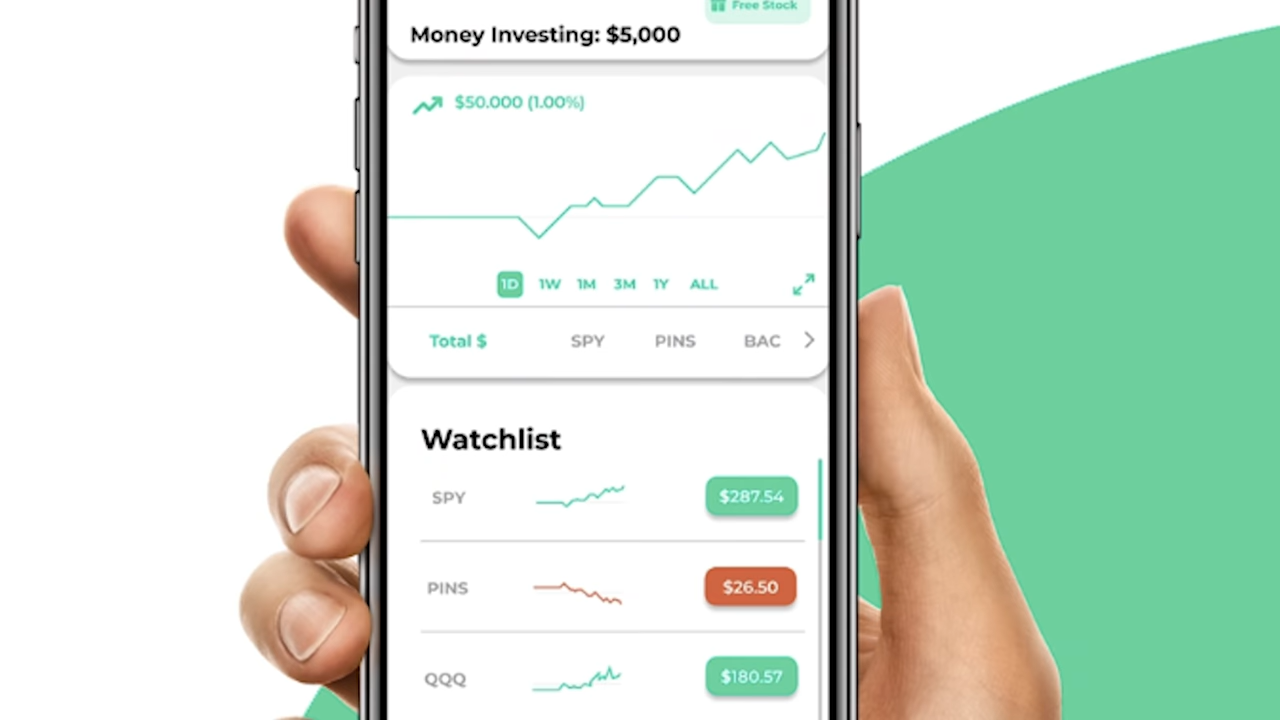 Free Stock
Money Investing: $5,000
$50.000 (1.00%)
1D 1W 1M 3M 1Y ALL
Total $ SPY PINS BAC
Watchlist
SPY $287.54
PINS $26.50
QQQ $180.57